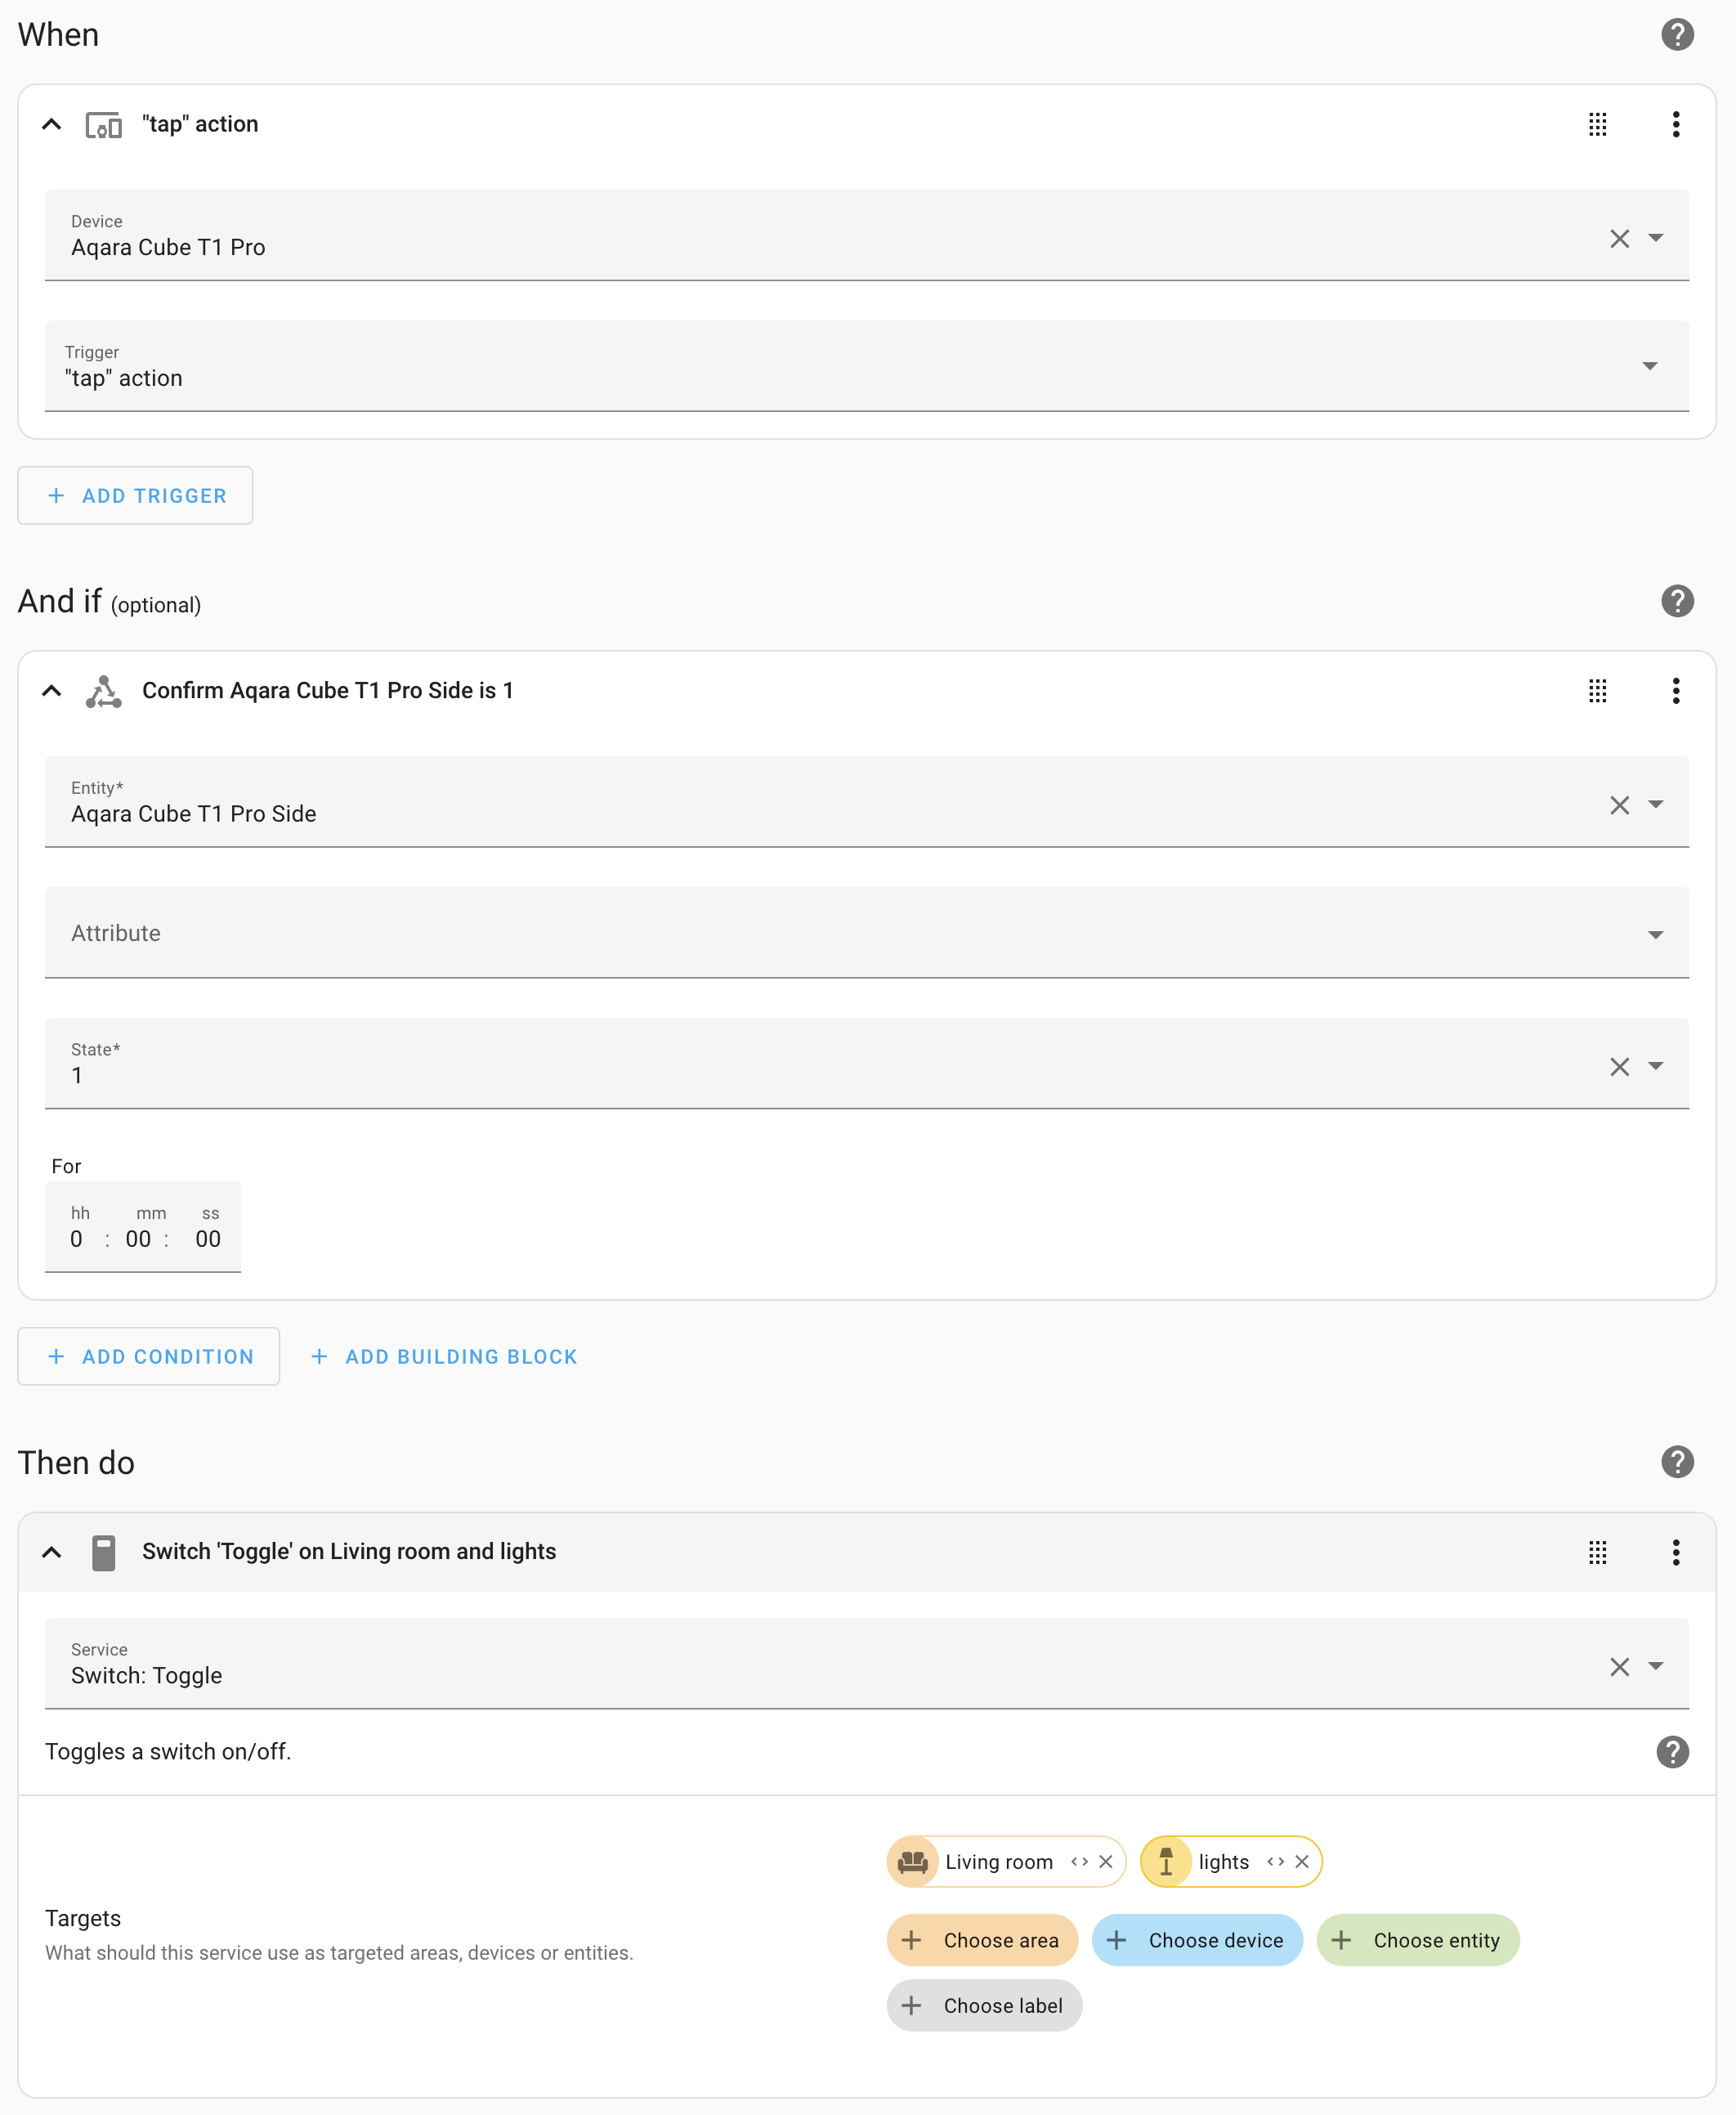 When
"tap" action
Device
Aqara Cube T1 Pro
Trigger
"tap" action
ADD TRIGGER
And if (optional)
Confirm Aqara Cube T1 Pro Side is 1
Entity*
Aqara Cube T1 Pro Side
Attribute
State*
1
For
hh mm ss
0 : 00 : 00
ADD CONDITION ADD BUILDING BLOCK
Then do
Switch 'Toggle' on Living room and lights
Service
Switch: Toggle
Toggles a switch on/off.
Living room lights
Targets
What should this service use as targeted areas, devices or entities.
Choose area Choose device Choose entity
Choose label